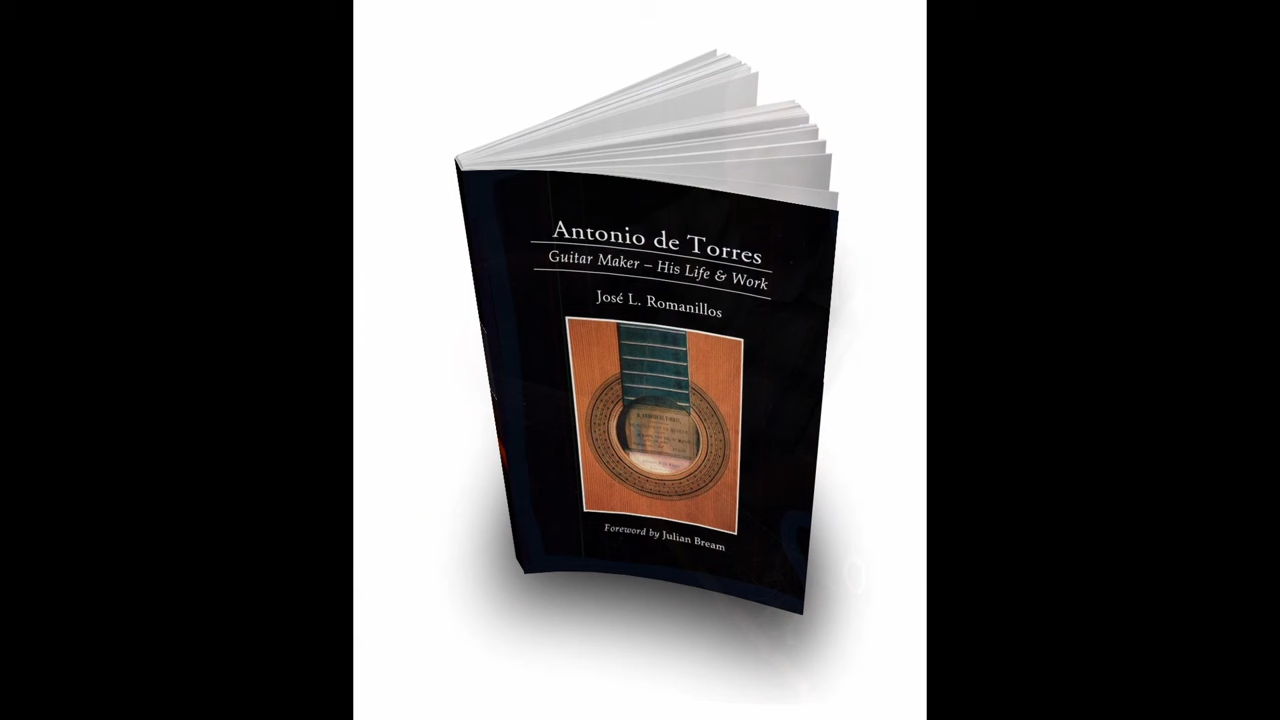 Antonio de Torres
Guitar Maker – His Life & Work
José L. Romanillos
Foreword by Julian Bream